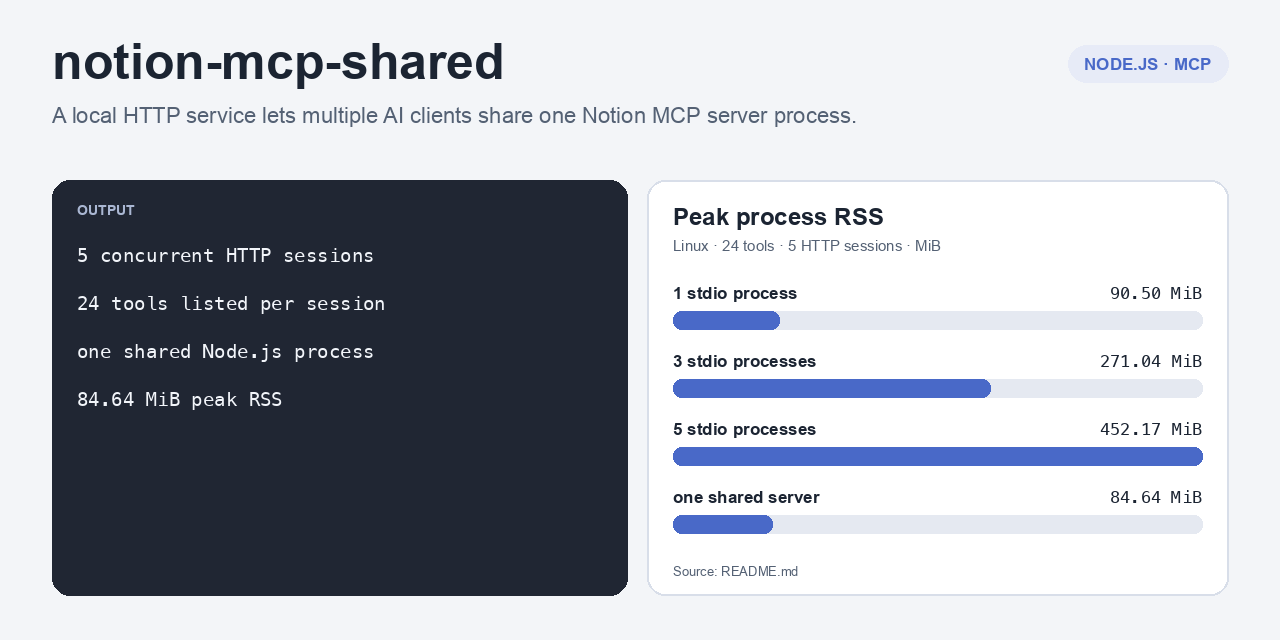 notion-mcp-shared
NODE.JS · MCP
A local HTTP service lets multiple AI clients share one Notion MCP server process.
OUTPUT
5 concurrent HTTP sessions
24 tools listed per session
one shared Node.js process
84.64 MiB peak RSS
Peak process RSS
Linux · 24 tools · 5 HTTP sessions · MiB
1 stdio process 90.50 MiB
3 stdio processes 271.04 MiB
5 stdio processes 452.17 MiB
one shared server 84.64 MiB
Source: README.md